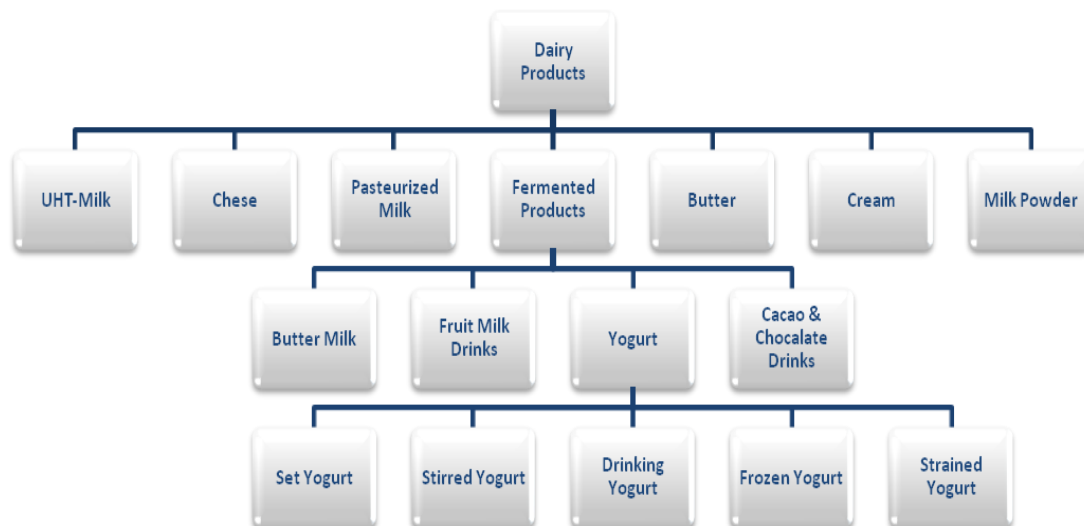 Dairy
Products
UHT-Milk
Chese
Pasteurized
Milk
Fermented
Products
Butter
Cream
Milk Powder
Butter Milk
Fruit Milk
Drinks
Yogurt
Cacao &
Chocalate
Drinks
Set Yogurt
Stirred Yogurt
Drinking
Yogurt
Frozen Yogurt
Strained
Yogurt